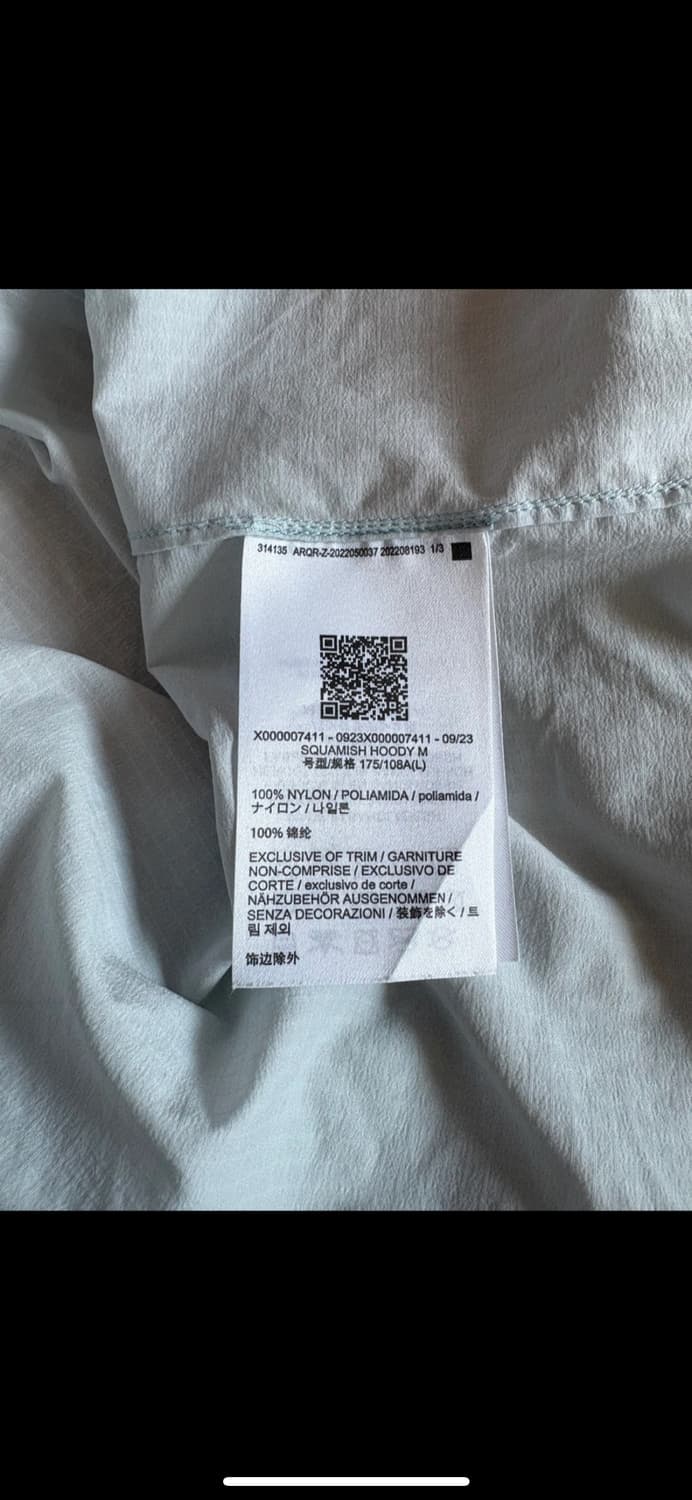 314135 ARQR-Z-2022050037 202208193 1/3
X000007411 - 0923X000007411 - 09/23
SQUAMISH HOODY M
号型/规格 175/108A(L)
100% NYLON / POLIAMIDA / poliamida /
ナイロン / 나일론
100% 锦纶
EXCLUSIVE OF TRIM / GARNITURE
NON-COMPRISE / EXCLUSIVO DE
CORTE / exclusivo de corte /
NÄHZUBEHÖR AUSGENOMMEN /
SENZA DECORAZIONI / 装飾を除く / 트
림 제외
饰边除外